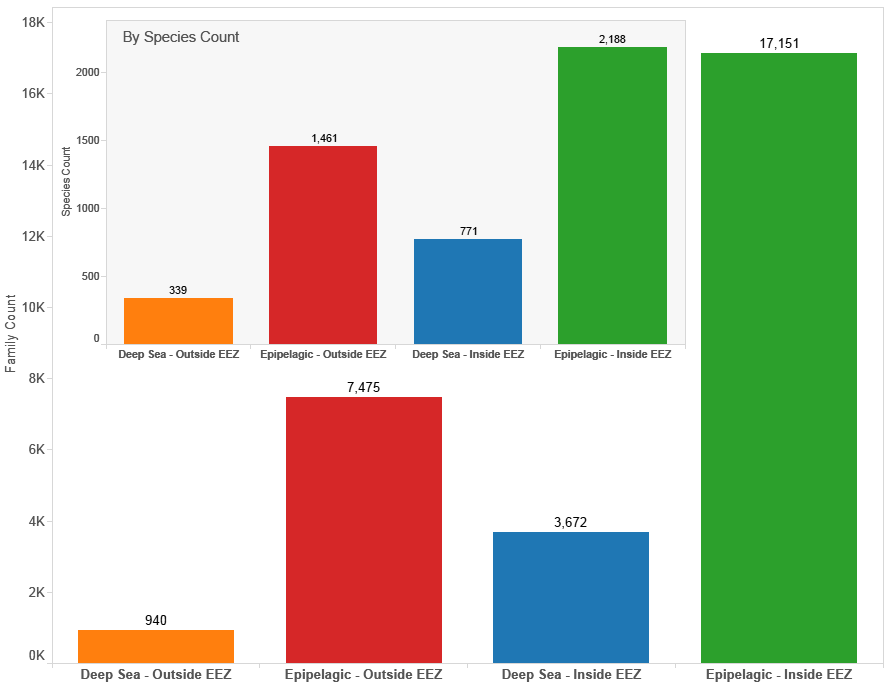 18K
16K
14K
12K
10K
8K
6K
4K
2K
0K
Family Count
By Species Count
2000
1500
1000
500
0
Species Count
339
1,461
771
2,188
Deep Sea - Outside EEZ
Epipelagic - Outside EEZ
Deep Sea - Inside EEZ
Epipelagic - Inside EEZ
940
7,475
3,672
17,151
Deep Sea - Outside EEZ
Epipelagic - Outside EEZ
Deep Sea - Inside EEZ
Epipelagic - Inside EEZ